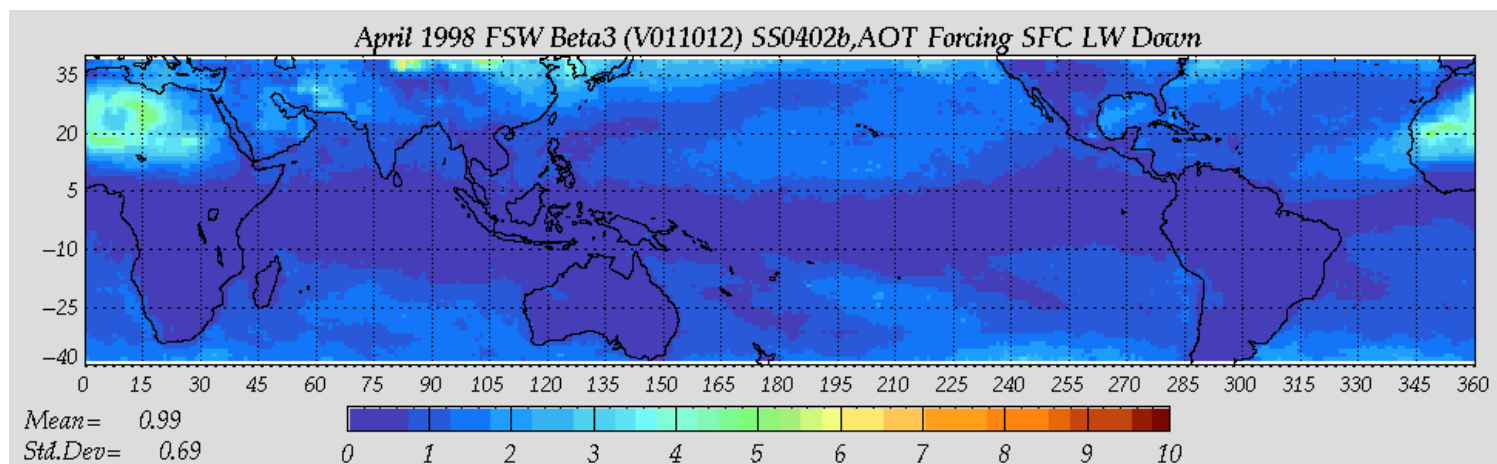 April 1998 FSW Beta3 (V011012) SS0402b,AOT Forcing SFC LW Down
35
20
5
-10
-25
-40
0 15 30 45 60 75 90 105 120 135 150 165 180 195 210 225 240 255 270 285 300 315 330 345 360
Mean= 0.99
Std.Dev= 0.69
0 1 2 3 4 5 6 7 8 9 10